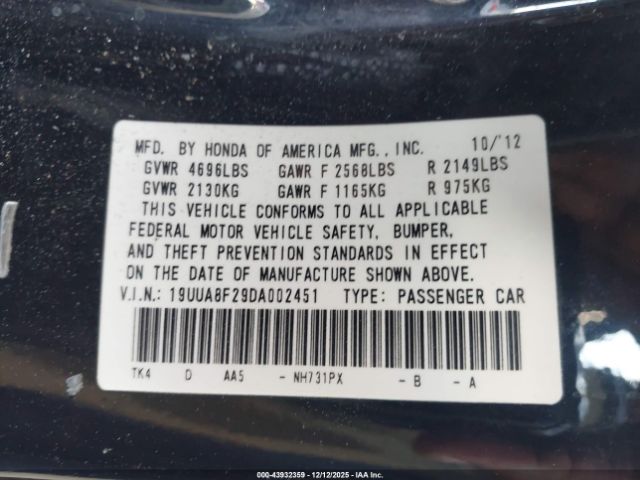 MFD. BY HONDA OF AMERICA MFG., INC. 10/'12
GVWR 4696LBS GAWR F 2568LBS R 2149LBS
GVWR 2130KG GAWR F 1165KG R 975KG
THIS VEHICLE CONFORMS TO ALL APPLICABLE
FEDERAL MOTOR VEHICLE SAFETY, BUMPER,
AND THEFT PREVENTION STANDARDS IN EFFECT
ON THE DATE OF MANUFACTURE SHOWN ABOVE.
V.I.N.: 19UUA8F29DA002451 TYPE: PASSENGER CAR
TK4 D AA5 - NH731PX - B - A
000-43932359 - 12/12/2025 - IAA Inc.